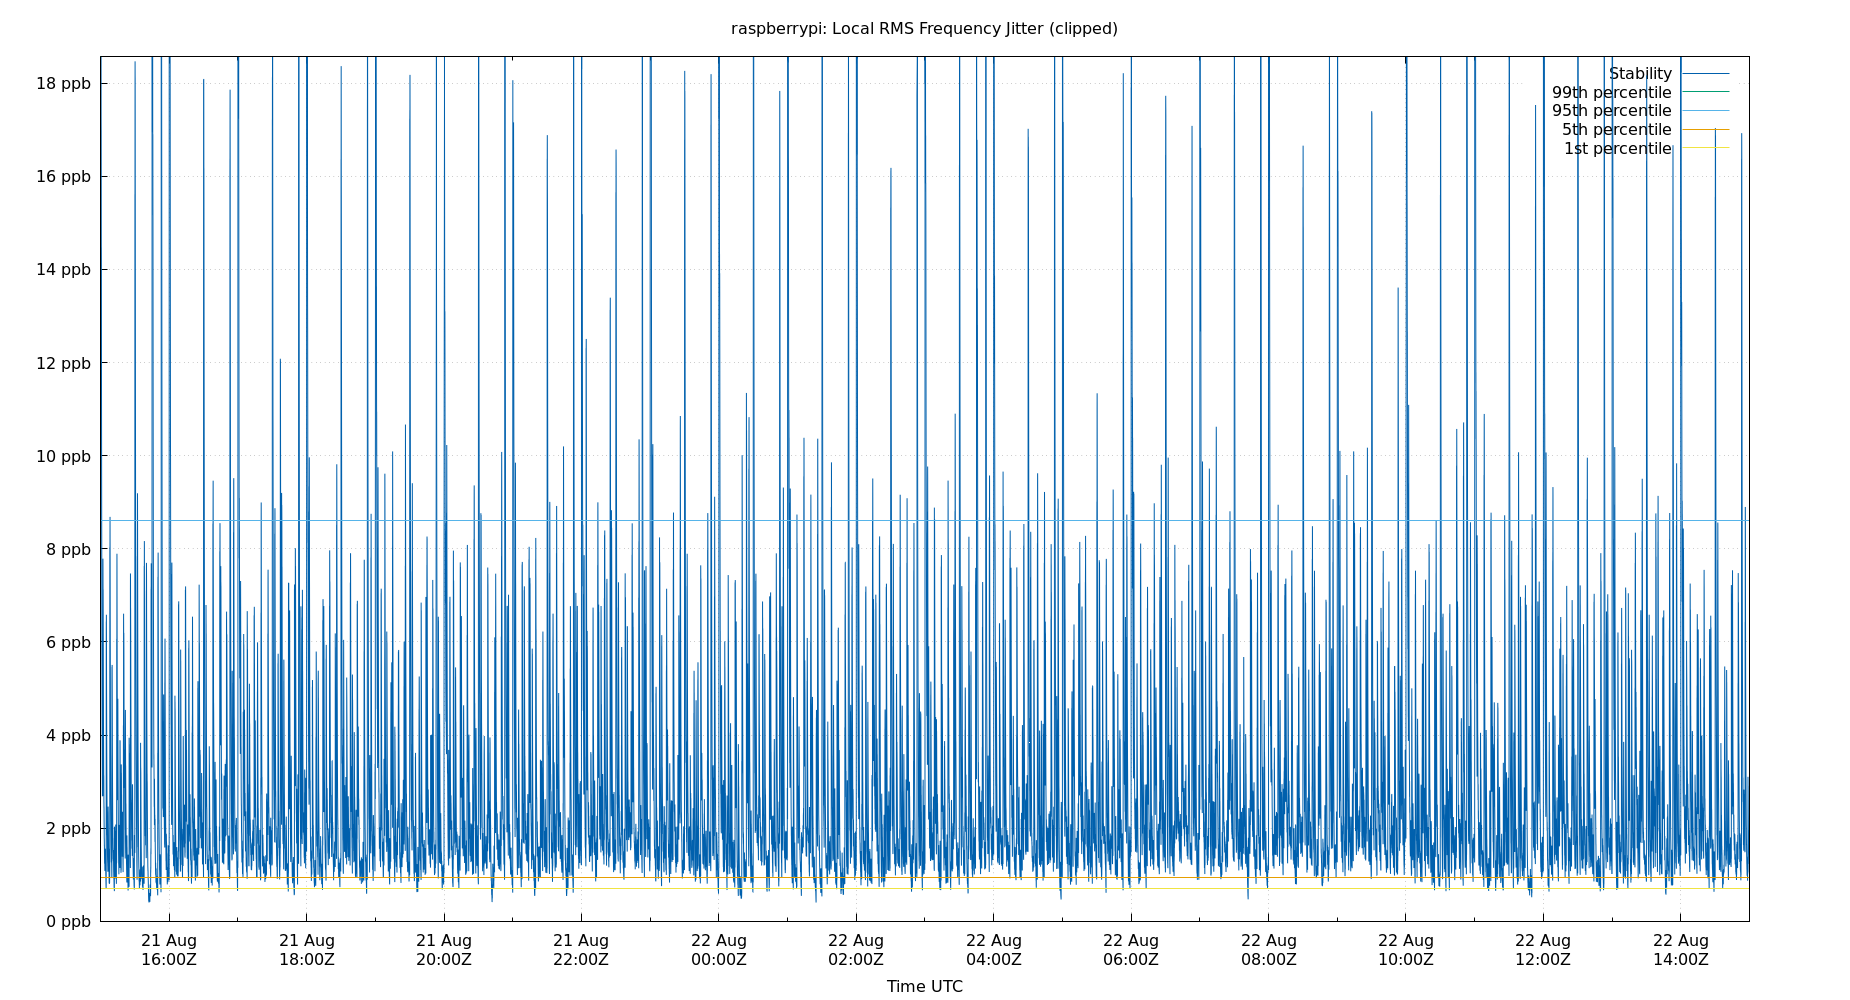 raspberrypi: Local RMS Frequency Jitter (clipped)
18 ppb
16 ppb
14 ppb
12 ppb
10 ppb
8 ppb
6 ppb
4 ppb
2 ppb
0 ppb
Stability
99th percentile
95th percentile
5th percentile
1st percentile
21 Aug 21 Aug 21 Aug 21 Aug 22 Aug 22 Aug 22 Aug 22 Aug 22 Aug 22 Aug 22 Aug 22 Aug
16:00Z 18:00Z 20:00Z 22:00Z 00:00Z 02:00Z 04:00Z 06:00Z 08:00Z 10:00Z 12:00Z 14:00Z
Time UTC